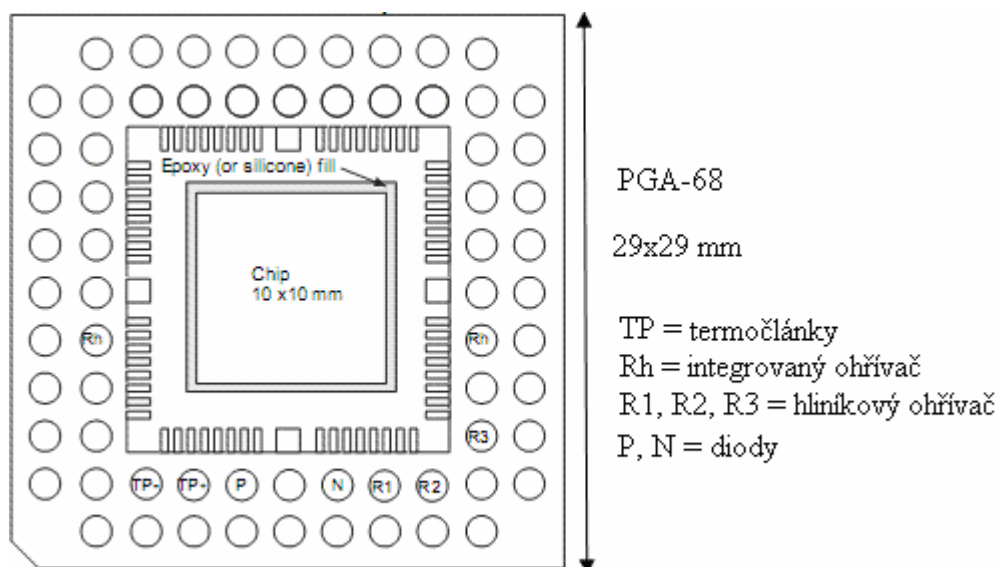 Epoxy (or silicone) fill
Chip
10 x10 mm
Rh
Rh
R3
TP-
TP+
P
N
R1
R2
PGA-68
29x29 mm
TP = termočlánky
Rh = integrovaný ohřívač
R1, R2, R3 = hliníkový ohřívač
P, N = diody